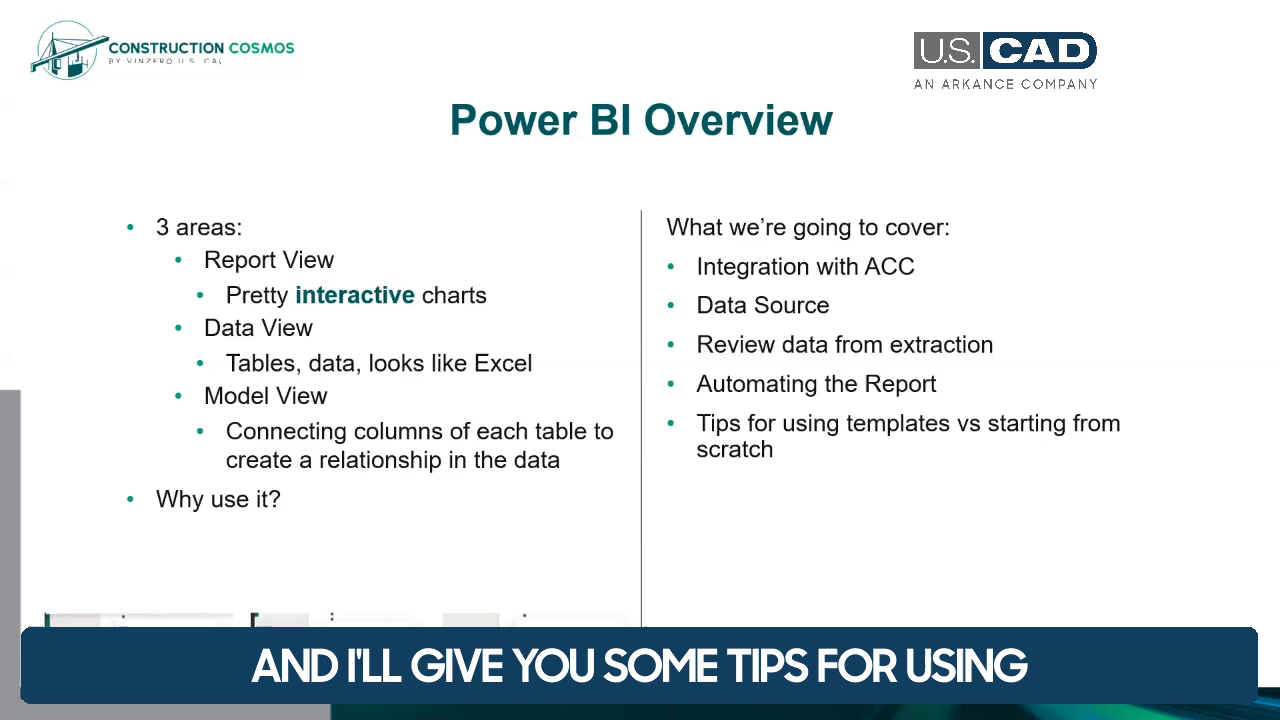 CONSTRUCTION COSMOS
BY VINZERO U.S. CAD
U.S. CAD
AN ARKANCE COMPANY
Power BI Overview
• 3 areas:
• Report View
• Pretty interactive charts
• Data View
• Tables, data, looks like Excel
• Model View
• Connecting columns of each table to
create a relationship in the data
• Why use it?
What we’re going to cover:
• Integration with ACC
• Data Source
• Review data from extraction
• Automating the Report
• Tips for using templates vs starting from
scratch
AND I'LL GIVE YOU SOME TIPS FOR USING